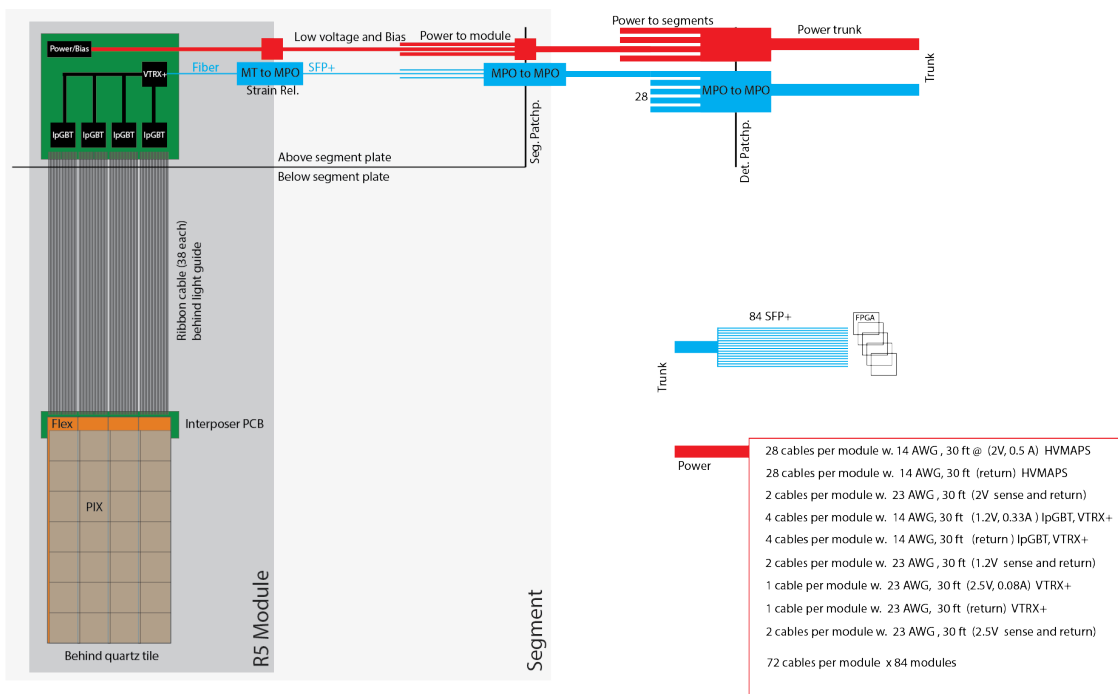 Power to segments
Power/Bias
Low voltage and Bias
Power to module
Power trunk
VTRX+
Fiber
MT to MPO
SFP+
MPO to MPO
MPO to MPO
Trunk
Strain Rel.
28
lpGBT
lpGBT
lpGBT
lpGBT
Seg. Patchp.
Det. Patchp.
Above segment plate
Below segment plate
Ribbon cable (38 each)
behind light guide
84 SFP+
FPGA
Trunk
Flex
Interposer PCB
PIX
R5 Module
Segment
Behind quartz tile
Power
28 cables per module w. 14 AWG , 30 ft @ (2V, 0.5 A) HVMAPS
28 cables per module w. 14 AWG, 30 ft (return) HVMAPS
2 cables per module w. 23 AWG , 30 ft (2V sense and return)
4 cables per module w. 14 AWG, 30 ft (1.2V, 0.33A ) lpGBT, VTRX+
4 cables per module w. 14 AWG, 30 ft (return ) lpGBT, VTRX+
2 cables per module w. 23 AWG , 30 ft (1.2V sense and return)
1 cable per module w. 23 AWG, 30 ft (2.5V, 0.08A) VTRX+
1 cable per module w. 23 AWG, 30 ft (return) VTRX+
2 cables per module w. 23 AWG , 30 ft (2.5V sense and return)
72 cables per module x 84 modules